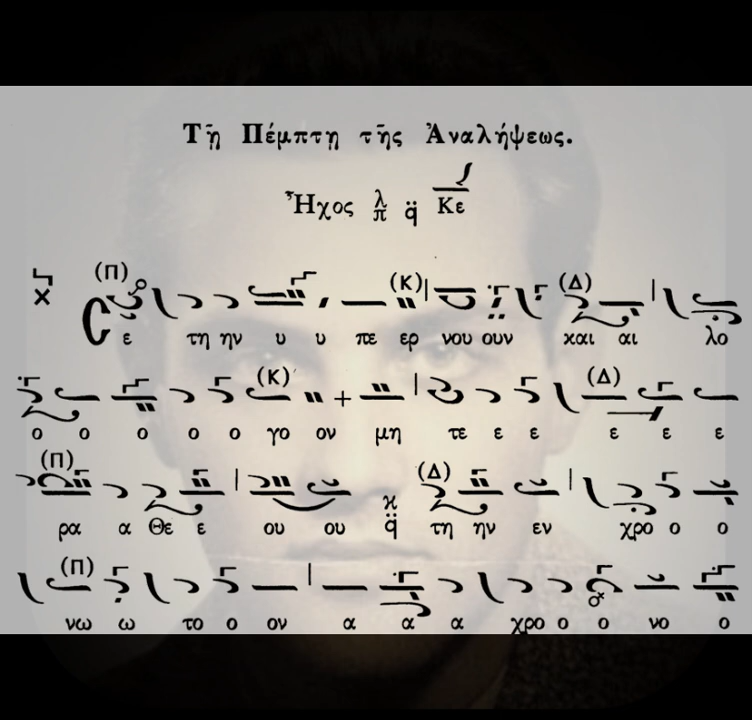 Τῇ Πέμπτῃ τῆς Ἀναλήψεως.
Ἦχος λ π q̈ Κε
(Π) (Κ) (Δ)
Cε τη ην υ υ πε ερ νου ουν και αι λο
(Κ) (Δ)
ο ο ο ο ο γο ον μη τε ε ε ε ε ε
(Π) (Δ)
ρα α Θε ε ου ου q̈ τη ην εν χρο ο ο
(Π)
νω ω το ο ον α α α χρο ο ο νο ο